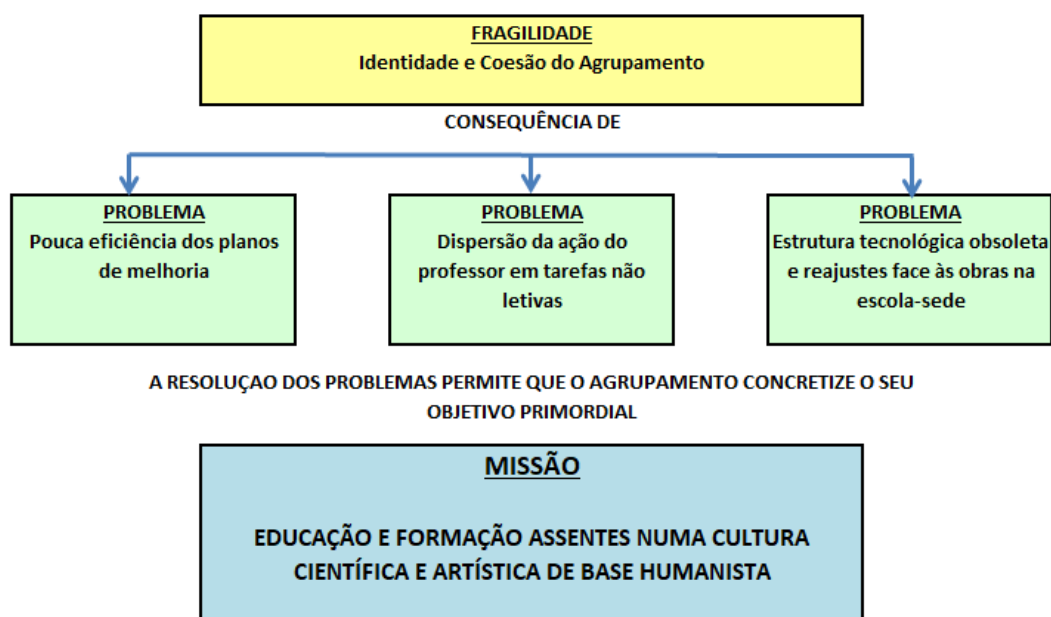 FRAGILIDADE
Identidade e Coesão do Agrupamento
CONSEQUÊNCIA DE
PROBLEMA
Pouca eficiência dos planos
de melhoria
PROBLEMA
Dispersão da ação do
professor em tarefas não
letivas
PROBLEMA
Estrutura tecnológica obsoleta
e reajustes face às obras na
escola-sede
A RESOLUÇAO DOS PROBLEMAS PERMITE QUE O AGRUPAMENTO CONCRETIZE O SEU
OBJETIVO PRIMORDIAL
MISSÃO
EDUCAÇÃO E FORMAÇÃO ASSENTES NUMA CULTURA
CIENTÍFICA E ARTÍSTICA DE BASE HUMANISTA